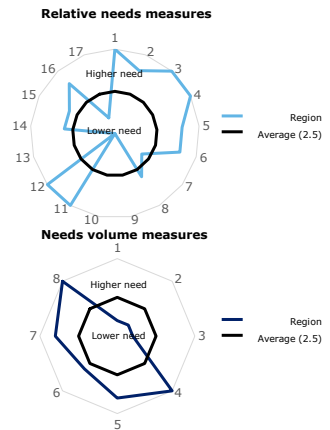 Relative needs measures
1
2
3
4
5
6
7
8
9
10
11
12
13
14
15
16
17
Higher need
Lower need
Region
Average (2.5)
Needs volume measures
1
2
3
4
5
6
7
8
Higher need
Lower need
Region
Average (2.5)